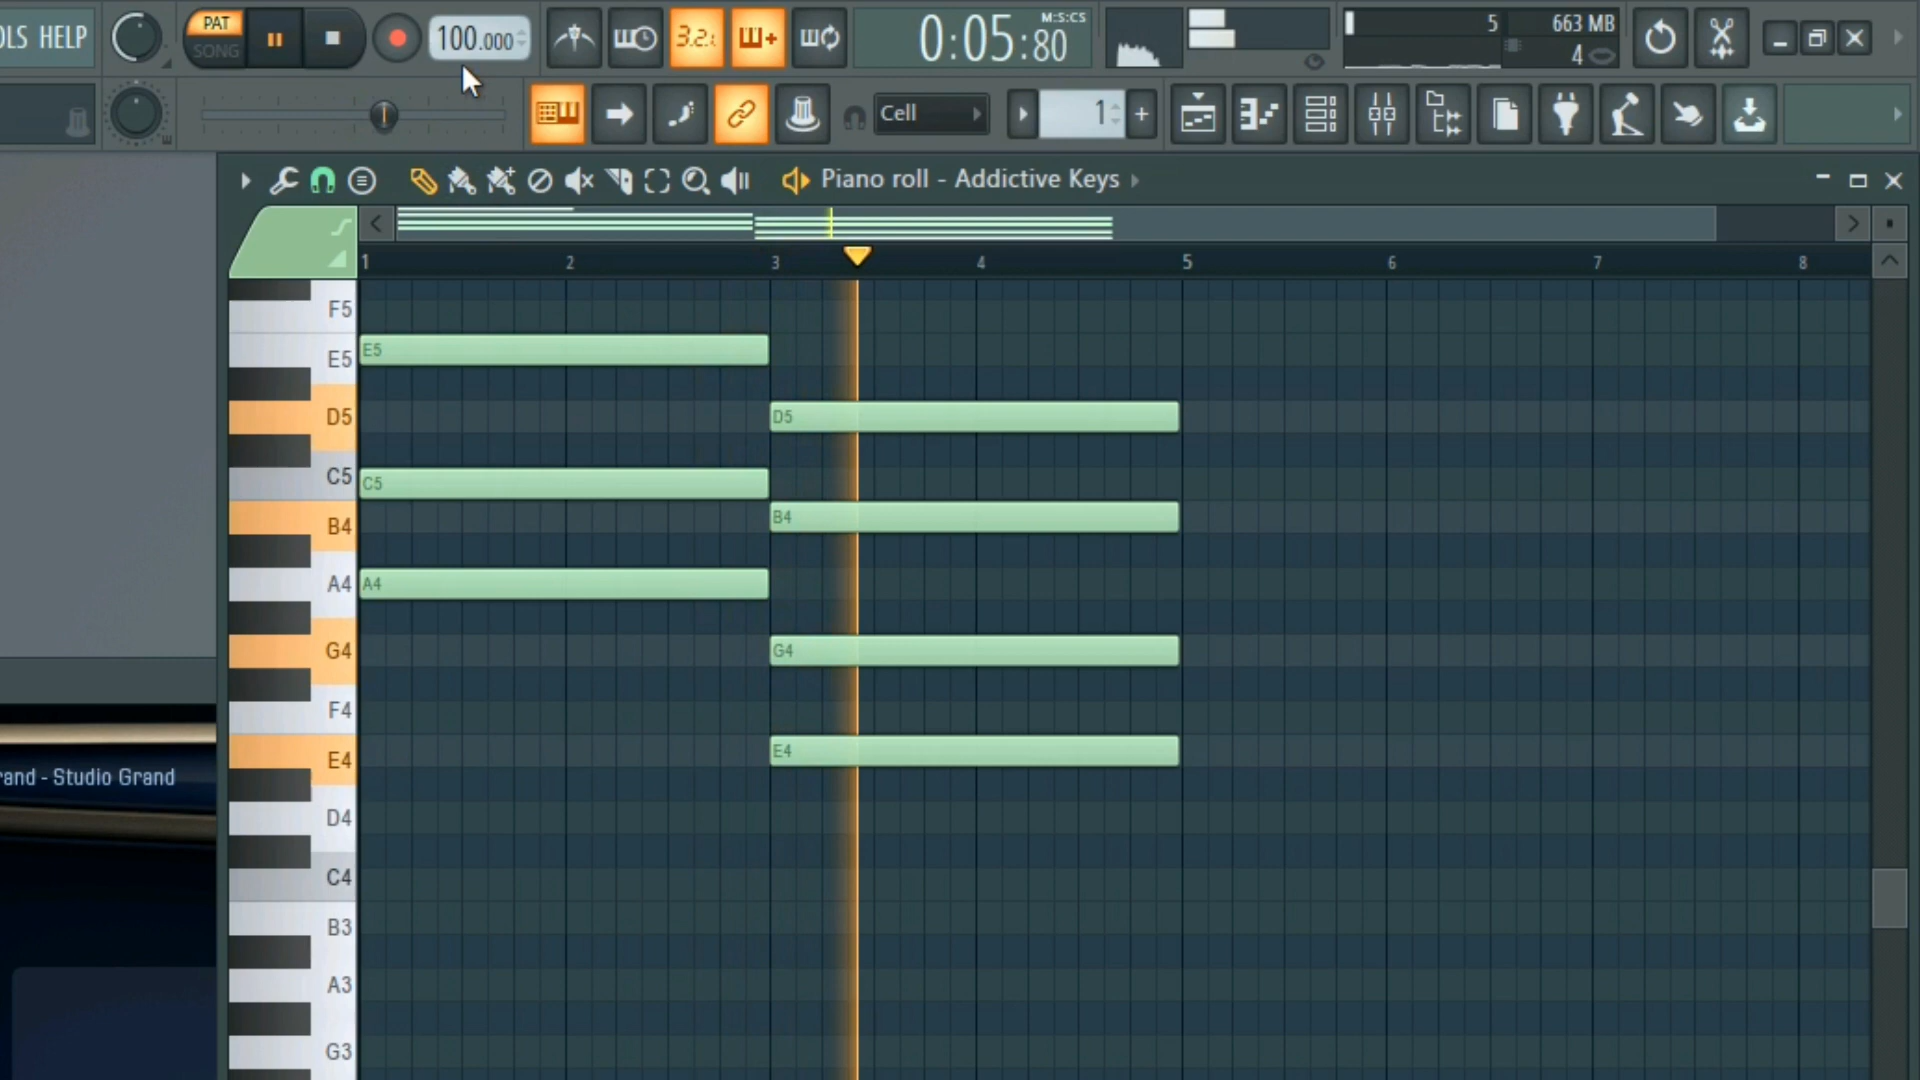 OLS HELP
PAT
SONG
100.000
3.2.
0:05:80
M:S:CS
5
663 MB
4
Cell
1
+
Piano roll - Addictive Keys
1 2 3 4 5 6 7 8
F5
E5
E5
D5
D5
C5
C5
B4
B4
A4
A4
G4
G4
F4
E4
E4
rand - Studio Grand
D4
C4
B3
A3
G3